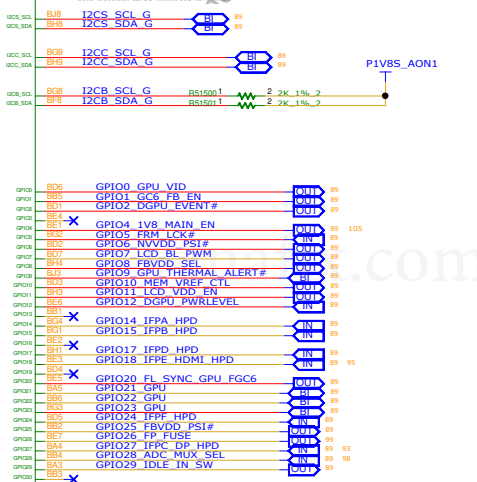 I2CS_SCL BJ8 I2CS_SCL_G BI 89
I2CS_SDA BH8 I2CS_SDA_G BI 89
I2CC_SCL BG9 I2CC_SCL_G BI 89
I2CC_SDA BH9 I2CC_SDA_G BI 89
P1V8S_AON1
I2CB_SCL BG8 I2CB_SCL_G R51500 1 2 2K_1%_2
I2CB_SDA BF8 I2CB_SDA_G R51501 1 2 2K_1%_2
GPIO0 BD6 GPIO0_GPU_VID OUT 89
GPIO1 BB5 GPIO1_GC6_FB_EN OUT 89
GPIO2 BD1 GPIO2_DGPU_EVENT# OUT 89
GPIO3 BE4
GPIO4 BE1 GPIO4_1V8_MAIN_EN OUT 89 105
GPIO5 BG2 GPIO5_FRM_LCK# IN 89
GPIO6 BD2 GPIO6_NVVDD_PSI# OUT 89
GPIO7 BD7 GPIO7_LCD_BL_PWM OUT 89
GPIO8 BH4 GPIO8_FBVDD_SEL OUT 89
GPIO9 BJ3 GPIO9_GPU_THERMAL_ALERT# BI 89
GPIO10 BD3 GPIO10_MEM_VREF_CTL OUT 89
GPIO11 BH3 GPIO11_LCD_VDD_EN OUT 89
GPIO12 BE6 GPIO12_DGPU_PWRLEVEL IN 89
GPIO13 BB1
GPIO14 BG4 GPIO14_IFPA_HPD IN 89
GPIO15 BG1 GPIO15_IFPB_HPD IN 89
GPIO16 BE2
GPIO17 BH1 GPIO17_IFPD_HPD IN 89
GPIO18 BE3 GPIO18_IFPE_HDMI_HPD IN 89 95
GPIO19 BD4
GPIO20 BE5 GPIO20_FL_SYNC_GPU_FGC6 OUT 89
GPIO21 BA5 GPIO21_GPU BI 89
GPIO22 BB6 GPIO22_GPU BI 89
GPIO23 BG3 GPIO23_GPU BI 89
GPIO24 BD5 GPIO24_IFPF_HPD IN 89
GPIO25 BB2 GPIO25_FBVDD_PSI# OUT 89
GPIO26 BE7 GPIO26_FP_FUSE OUT 99
GPIO27 BA4 GPIO27_IFPC_DP_HPD IN 89 93
GPIO28 BB4 GPIO28_ADC_MUX_SEL IN 89 98
GPIO29 BA3 GPIO29_IDLE_IN_SW OUT 89
GPIO30 BB3